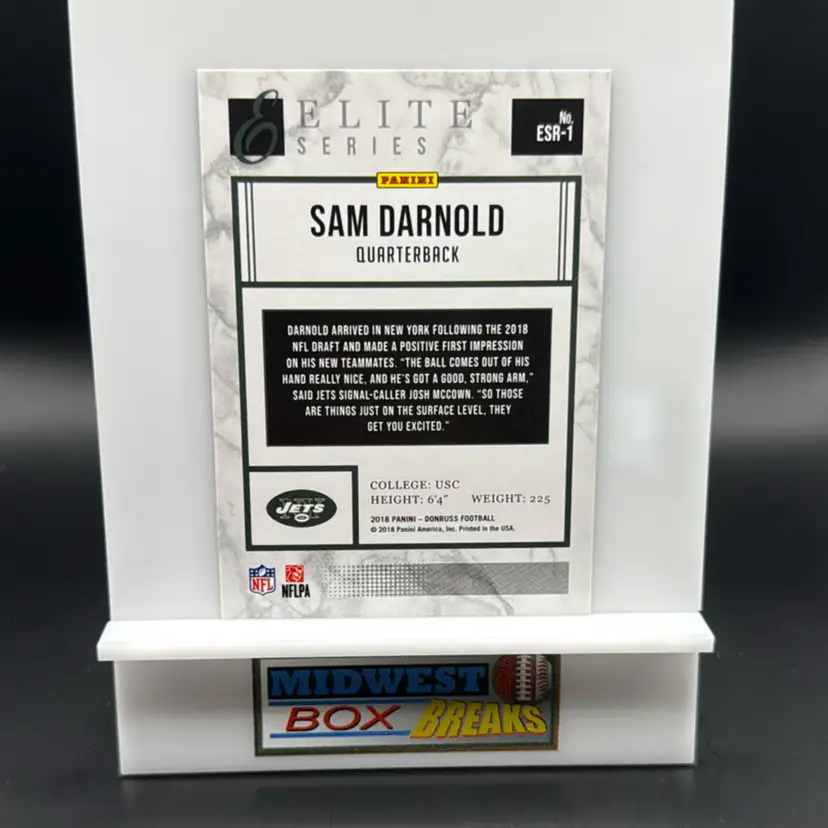 E ELITE
SERIES
No.
ESR-1
PANINI
SAM DARNOLD
QUARTERBACK
DARNOLD ARRIVED IN NEW YORK FOLLOWING THE 2018
NFL DRAFT AND MADE A POSITIVE FIRST IMPRESSION
ON HIS NEW TEAMMATES. “THE BALL COMES OUT OF HIS
HAND REALLY NICE, AND HE’S GOT A GOOD, STRONG ARM,”
SAID JETS SIGNAL-CALLER JOSH MCCOWN. “SO THOSE
ARE THINGS JUST ON THE SURFACE LEVEL, THEY
GET YOU EXCITED.”
JETS
COLLEGE: USC
HEIGHT: 6'4" WEIGHT: 225
2018 PANINI – DONRUSS FOOTBALL
© 2018 Panini America, Inc. Printed in the USA.
NFL
NFLPA
MIDWEST
BOX BREAKS